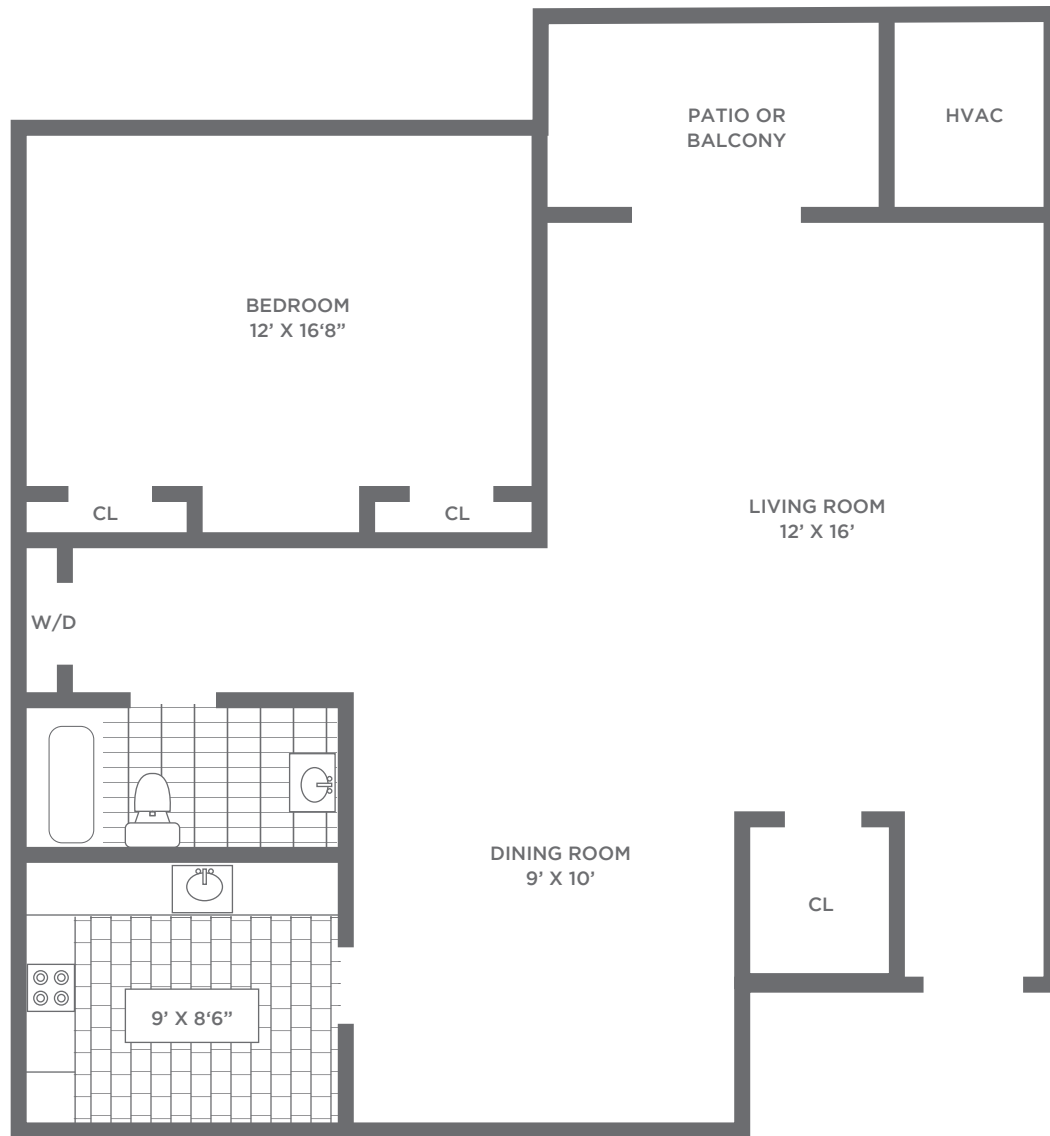 PATIO OR
BALCONY
HVAC
BEDROOM
12’ X 16‘8”
CL
CL
LIVING ROOM
12’ X 16’
W/D
DINING ROOM
9’ X 10’
CL
9’ X 8‘6”